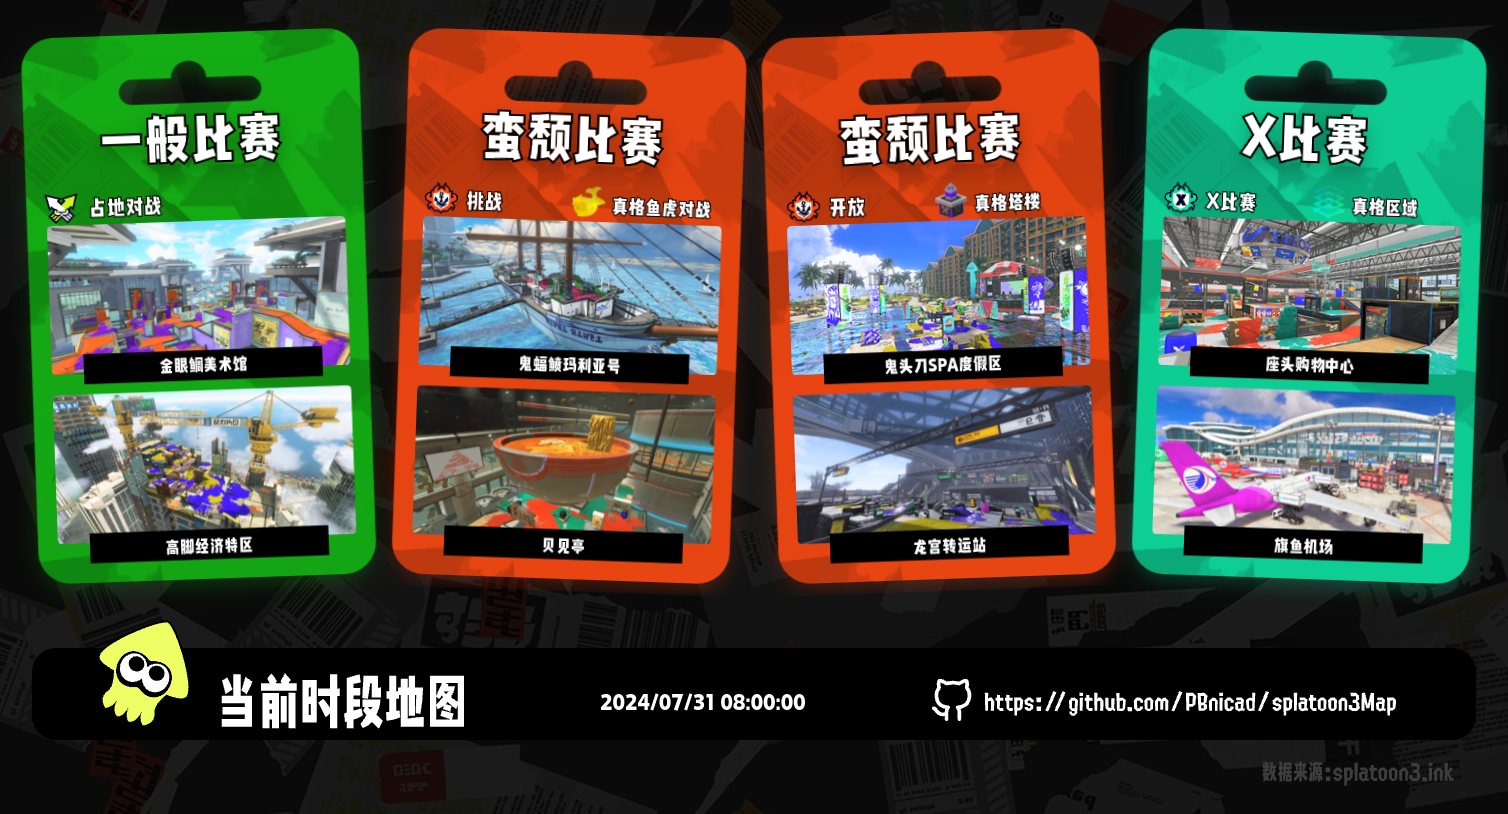 一般比赛
占地对战
金眼鲷美术馆
高脚经济特区
蛮颓比赛
挑战
真格鱼虎对战
鬼蝠鲼玛利亚号
贝见亭
蛮颓比赛
开放
真格塔楼
鬼头刀SPA度假区
龙宫转运站
X比赛
X比赛
真格区域
座头购物中心
旗鱼机场
当前时段地图
2024/07/31 08:00:00
https://github.com/PBnicad/splatoon3Map
数据来源:splatoon3.ink